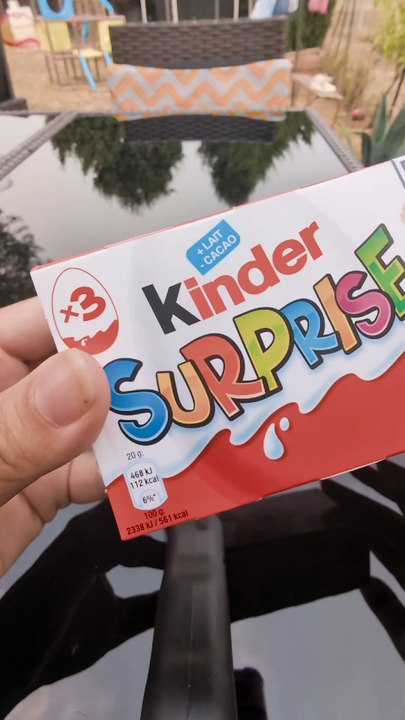 + LAIT
- CACAO
kinder
x3
SURPRISE
20 g:
468 kJ
112 kcal
6%*
100 g:
2338 kJ / 561 kcal